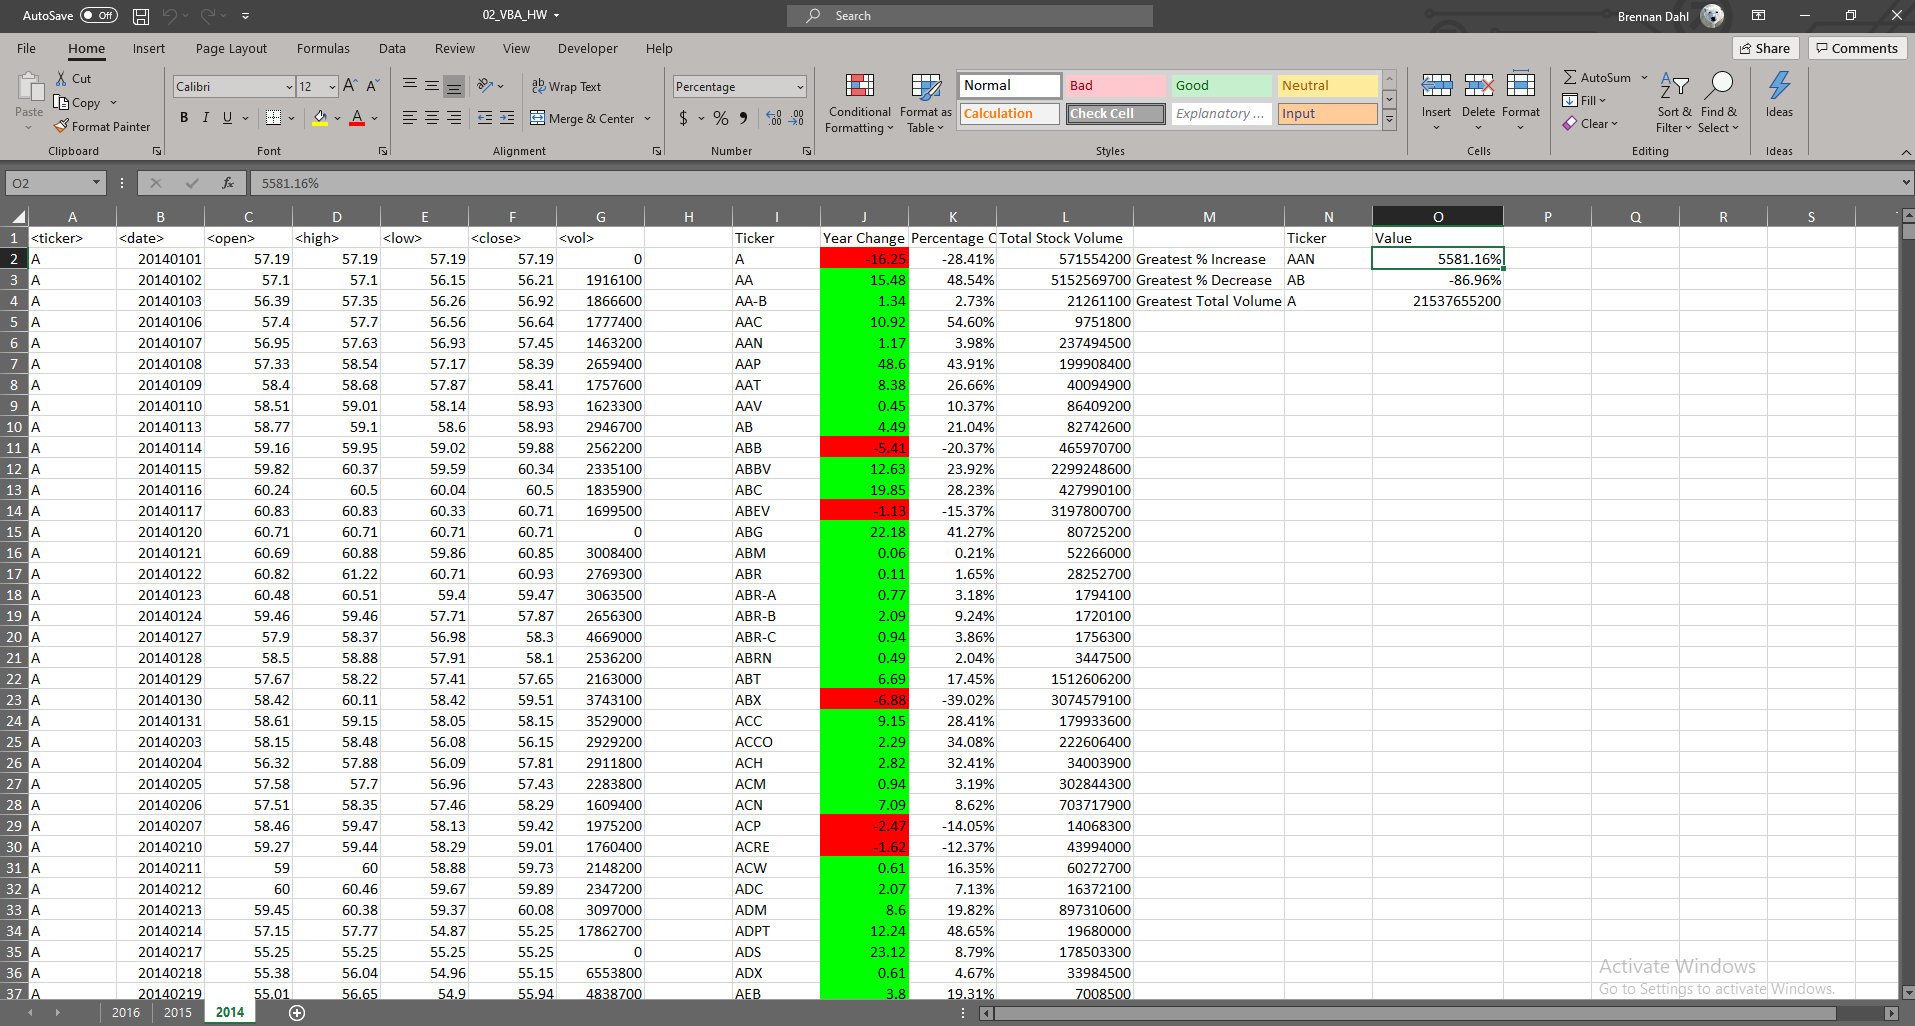 AutoSave Off 02_VBA_HW Search Brennan Dahl
File Home Insert Page Layout Formulas Data Review View Developer Help Share Comments
Paste Cut Copy Format Painter
Calibri 12 B I U
Wrap Text Merge & Center
Percentage $ % ,
Conditional Formatting Format as Table
Normal Bad Good Neutral
Calculation Check Cell Explanatory ... Input
Insert Delete Format
AutoSum Fill Clear Sort & Filter Find & Select Ideas
Clipboard Font Alignment Number Styles Cells Editing Ideas
O2 fx 5581.16%
A B C D E F G H I J K L M N O P Q R S
1 <ticker> <date> <open> <high> <low> <close> <vol> Ticker Year Change Percentage C Total Stock Volume Ticker Value
2 A 20140101 57.19 57.19 57.19 57.19 0 A -16.25 -28.41% 571554200 Greatest % Increase AAN 5581.16%
3 A 20140102 57.1 57.1 56.15 56.21 1916100 AA 15.48 48.54% 5152569700 Greatest % Decrease AB -86.96%
4 A 20140103 56.39 57.35 56.26 56.92 1866600 AA-B 1.34 2.73% 21261100 Greatest Total Volume A 21537655200
5 A 20140106 57.4 57.7 56.56 56.64 1777400 AAC 10.92 54.60% 9751800
6 A 20140107 56.95 57.63 56.93 57.45 1463200 AAN 1.17 3.98% 237494500
7 A 20140108 57.33 58.54 57.17 58.39 2659400 AAP 48.6 43.91% 199908400
8 A 20140109 58.4 58.68 57.87 58.41 1757600 AAT 8.38 26.66% 40094900
9 A 20140110 58.51 59.01 58.14 58.93 1623300 AAV 0.45 10.37% 86409200
10 A 20140113 58.77 59.1 58.6 58.93 2946700 AB 4.49 21.04% 82742600
11 A 20140114 59.16 59.95 59.02 59.88 2562200 ABB -5.41 -20.37% 465970700
12 A 20140115 59.82 60.37 59.59 60.34 2335100 ABBV 12.63 23.92% 2299248600
13 A 20140116 60.24 60.5 60.04 60.5 1835900 ABC 19.85 28.23% 427990100
14 A 20140117 60.83 60.83 60.33 60.71 1699500 ABEV -1.13 -15.37% 3197800700
15 A 20140120 60.71 60.71 60.71 60.71 0 ABG 22.18 41.27% 80725200
16 A 20140121 60.69 60.88 59.86 60.85 3008400 ABM 0.06 0.21% 52266000
17 A 20140122 60.82 61.22 60.71 60.93 2769300 ABR 0.11 1.65% 28252700
18 A 20140123 60.48 60.51 59.4 59.47 3063500 ABR-A 0.77 3.18% 1794100
19 A 20140124 59.46 59.46 57.71 57.87 2656300 ABR-B 2.09 9.24% 1720100
20 A 20140127 57.9 58.37 56.98 58.3 4669000 ABR-C 0.94 3.86% 1756300
21 A 20140128 58.5 58.88 57.91 58.1 2536200 ABRN 0.49 2.04% 3447500
22 A 20140129 57.67 58.22 57.41 57.65 2163000 ABT 6.69 17.45% 1512606200
23 A 20140130 58.42 60.11 58.42 59.51 3743100 ABX -6.88 -39.02% 3074579100
24 A 20140131 58.61 59.15 58.05 58.15 3529000 ACC 9.15 28.41% 179933600
25 A 20140203 58.15 58.48 56.08 56.15 2929200 ACCO 2.29 34.08% 222606400
26 A 20140204 56.32 57.88 56.09 57.81 2911800 ACH 2.82 32.41% 34003900
27 A 20140205 57.58 57.7 56.96 57.43 2283800 ACM 0.94 3.19% 302844300
28 A 20140206 57.51 58.35 57.46 58.29 1609400 ACN 7.09 8.62% 703717900
29 A 20140207 58.46 59.47 58.13 59.42 1975200 ACP -2.47 -14.05% 14068300
30 A 20140210 59.27 59.44 58.29 59.01 1760400 ACRE -1.62 -12.37% 43994000
31 A 20140211 59 60 58.88 59.73 2148200 ACW 0.61 16.35% 60272700
32 A 20140212 60 60.46 59.67 59.89 2347200 ADC 2.07 7.13% 16372100
33 A 20140213 59.45 60.38 59.37 60.08 3097000 ADM 8.6 19.82% 897310600
34 A 20140214 57.15 57.77 54.87 55.25 17862700 ADPT 12.24 48.65% 19680000
35 A 20140217 55.25 55.25 55.25 55.25 0 ADS 23.12 8.79% 178503300
36 A 20140218 55.38 56.04 54.96 55.15 6553800 ADX 0.61 4.67% 33984500
37 A 20140219 55.01 56.65 54.9 55.94 4838700 AEB 3.8 19.31% 7008500
Activate Windows
Go to Settings to activate Windows.
2016 2015 2014